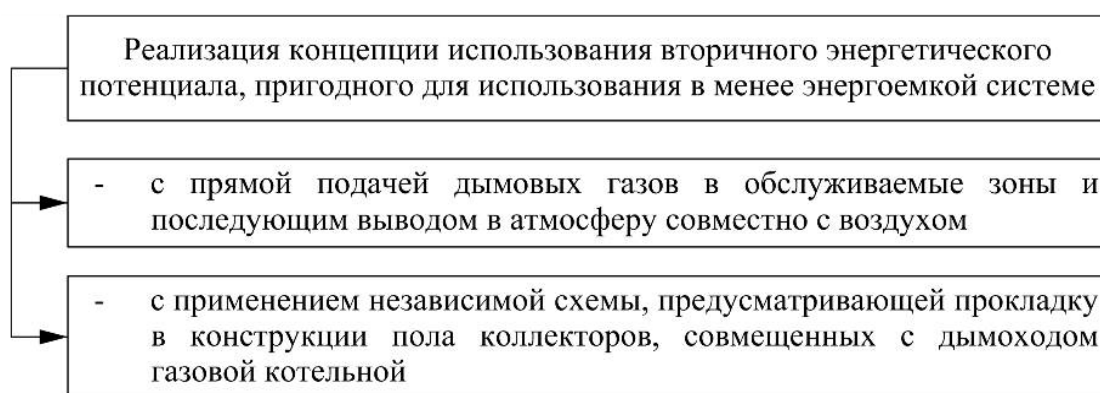 Реализация концепции использования вторичного энергетического
потенциала, пригодного для использования в менее энергоемкой системе
- с прямой подачей дымовых газов в обслуживаемые зоны и
последующим выводом в атмосферу совместно с воздухом
- с применением независимой схемы, предусматривающей прокладку
в конструкции пола коллекторов, совмещенных с дымоходом
газовой котельной